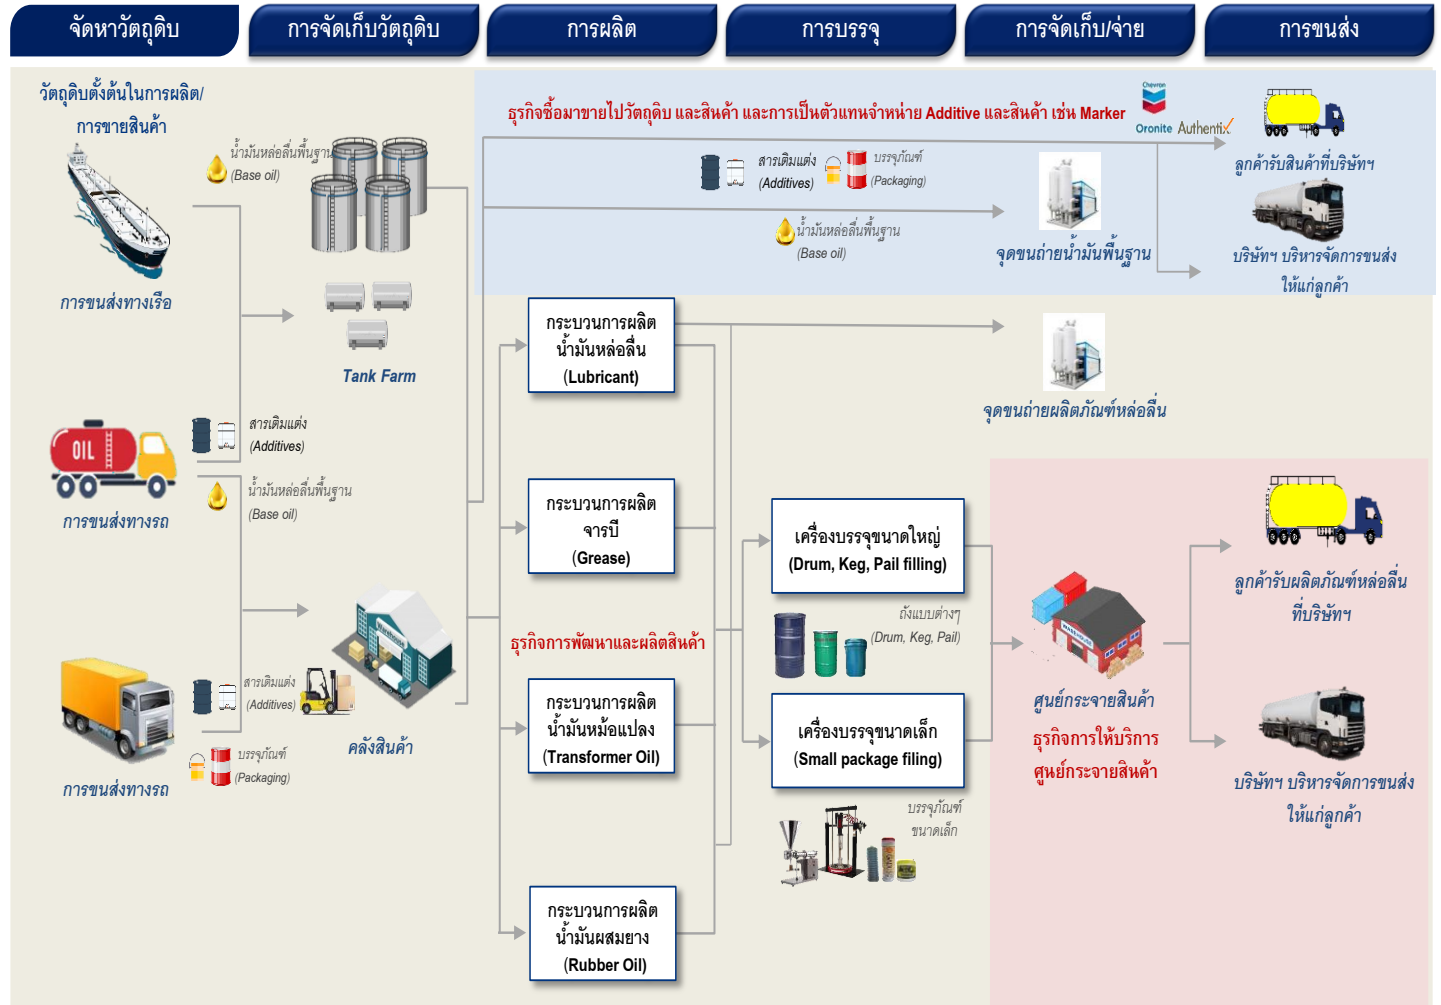 จัดหาวัตถุดิบ
การจัดเก็บวัตถุดิบ
การผลิต
การบรรจุ
การจัดเก็บ/จ่าย
การขนส่ง
วัตถุดิบตั้งต้นในการผลิต/
การขายสินค้า
น้ำมันหล่อลื่นพื้นฐาน
(Base oil)
การขนส่งทางเรือ
Tank Farm
สารเติมแต่ง
(Additives)
OIL
น้ำมันหล่อลื่นพื้นฐาน
(Base oil)
การขนส่งทางรถ
Warehouse
สารเติมแต่ง
(Additives)
บรรจุภัณฑ์
(Packaging)
การขนส่งทางรถ
คลังสินค้า
ธุรกิจซื้อมาขายไปวัตถุดิบ และสินค้า และการเป็นตัวแทนจำหน่าย Additive และสินค้า เช่น Marker
Chevron
Oronite
Authentix
สารเติมแต่ง
(Additives)
บรรจุภัณฑ์
(Packaging)
น้ำมันหล่อลื่นพื้นฐาน
(Base oil)
จุดขนถ่ายน้ำมันพื้นฐาน
ลูกค้ารับสินค้าที่บริษัทฯ
บริษัทฯ บริหารจัดการขนส่ง
ให้แก่ลูกค้า
กระบวนการผลิต
น้ำมันหล่อลื่น
(Lubricant)
จุดขนถ่ายผลิตภัณฑ์หล่อลื่น
กระบวนการผลิต
จารบี
(Grease)
ธุรกิจการพัฒนาและผลิตสินค้า
กระบวนการผลิต
น้ำมันหม้อแปลง
(Transformer Oil)
กระบวนการผลิต
น้ำมันผสมยาง
(Rubber Oil)
เครื่องบรรจุขนาดใหญ่
(Drum, Keg, Pail filling)
ถังแบบต่างๆ
(Drum, Keg, Pail)
เครื่องบรรจุขนาดเล็ก
(Small package filing)
บรรจุภัณฑ์
ขนาดเล็ก
WAREHOUSE
ศูนย์กระจายสินค้า
ธุรกิจการให้บริการ
ศูนย์กระจายสินค้า
ลูกค้ารับผลิตภัณฑ์หล่อลื่น
ที่บริษัทฯ
บริษัทฯ บริหารจัดการขนส่ง
ให้แก่ลูกค้า